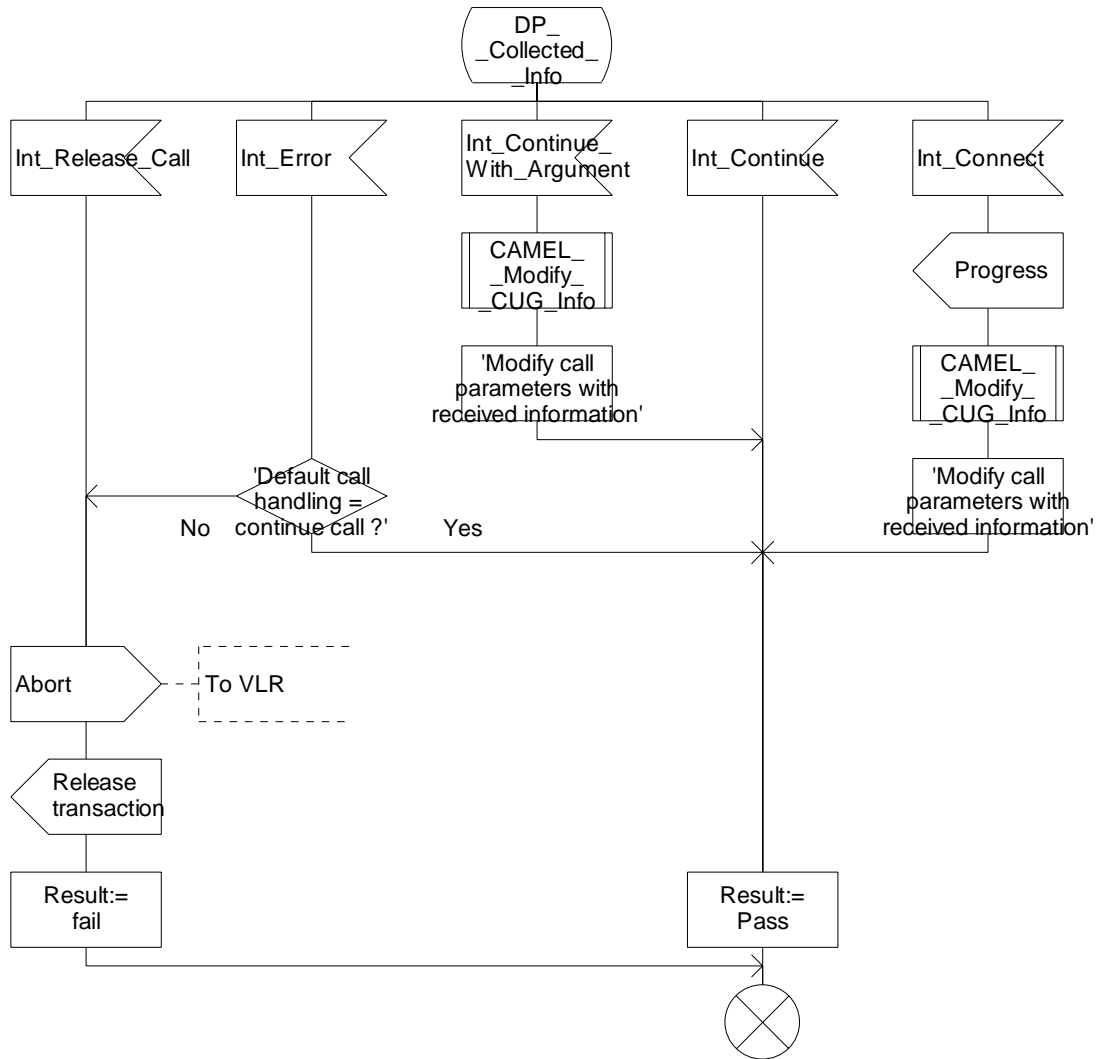 DP_
_Collected_
_Info
Int_Release_Call
Int_Error
Int_Continue_
With_Argument
Int_Continue
Int_Connect
CAMEL_
_Modify_
_CUG_Info
Progress
'Modify call
parameters with
received information'
CAMEL_
_Modify_
_CUG_Info
'Default call
handling =
continue call ?'
No
Yes
'Modify call
parameters with
received information'
Abort
To VLR
Release
transaction
Result:=
fail
Result:=
Pass